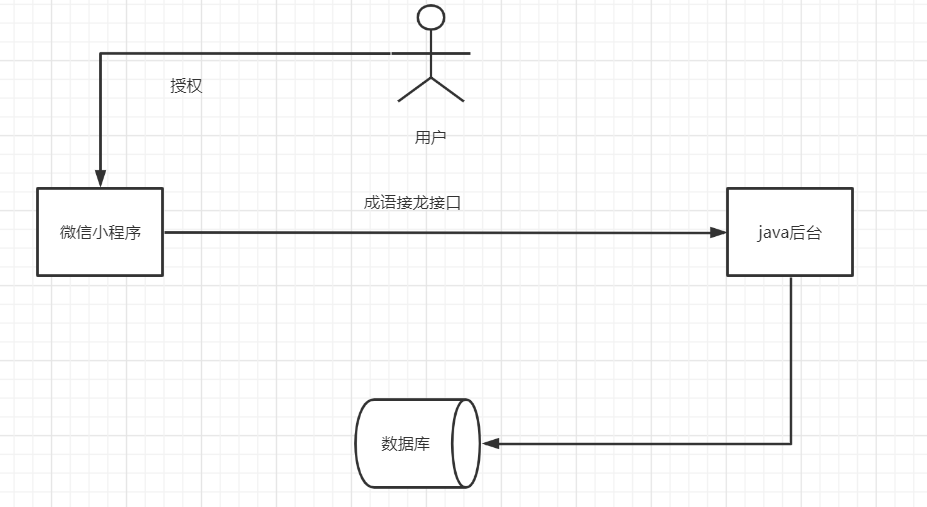 授权
用户
成语接龙接口
微信小程序
java后台
数据库